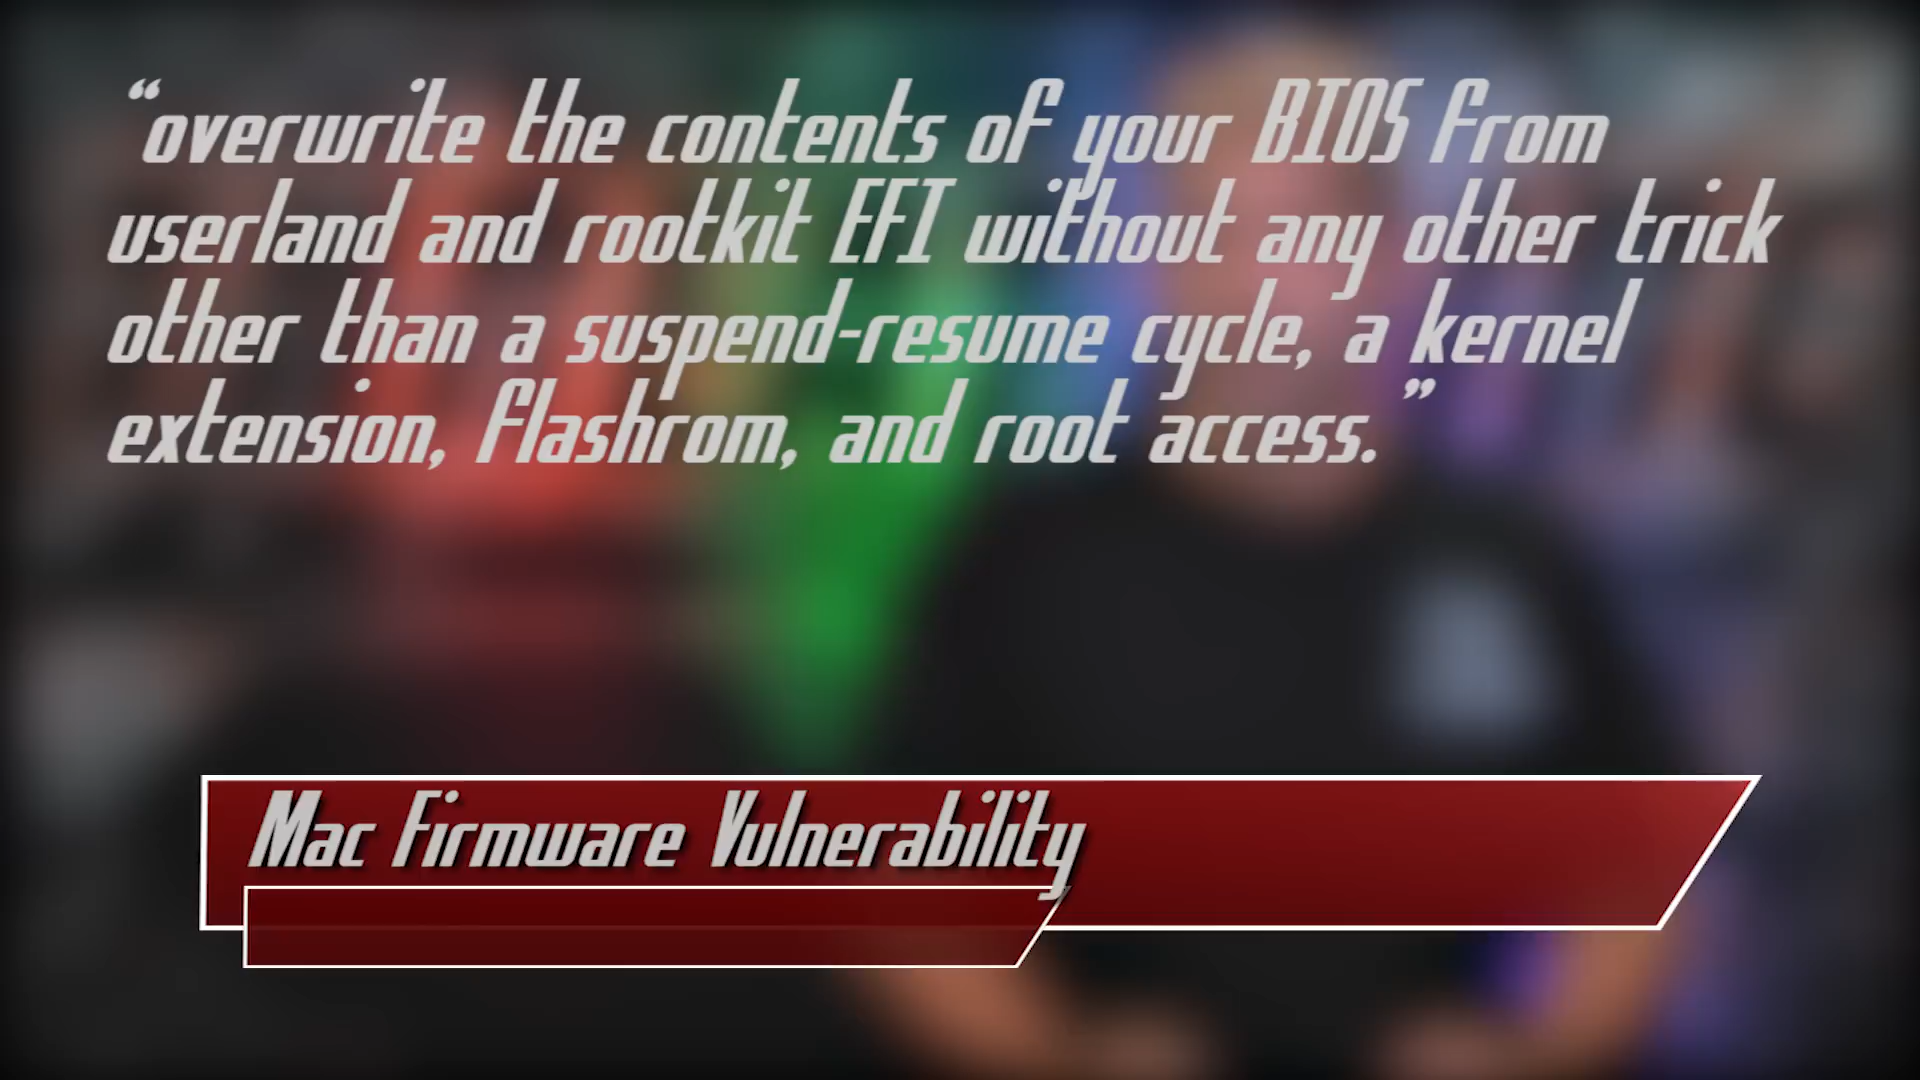 “overwrite the contents of your BIOS from
userland and rootkit EFI without any other trick
other than a suspend-resume cycle, a kernel
extension, flashrom, and root access.”
Mac Firmware Vulnerability